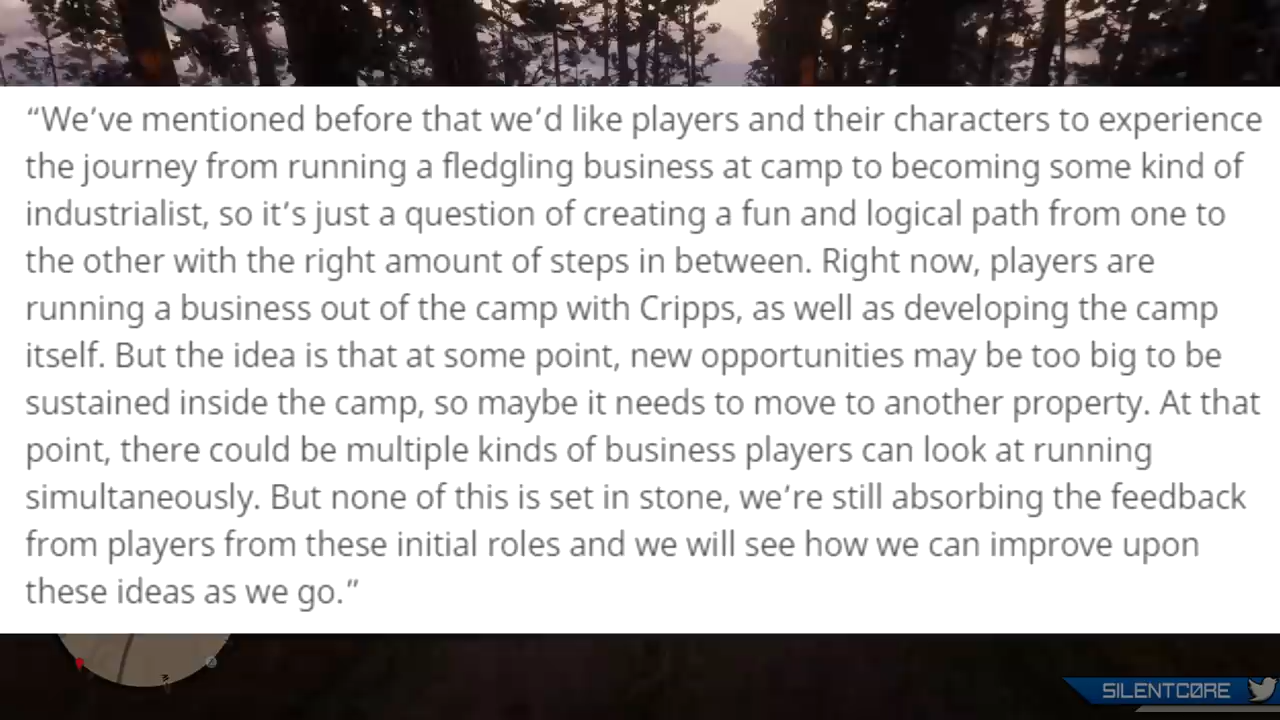 “We’ve mentioned before that we’d like players and their characters to experience
the journey from running a fledgling business at camp to becoming some kind of
industrialist, so it’s just a question of creating a fun and logical path from one to
the other with the right amount of steps in between. Right now, players are
running a business out of the camp with Cripps, as well as developing the camp
itself. But the idea is that at some point, new opportunities may be too big to be
sustained inside the camp, so maybe it needs to move to another property. At that
point, there could be multiple kinds of business players can look at running
simultaneously. But none of this is set in stone, we’re still absorbing the feedback
from players from these initial roles and we will see how we can improve upon
these ideas as we go.”
SILENTCØRE